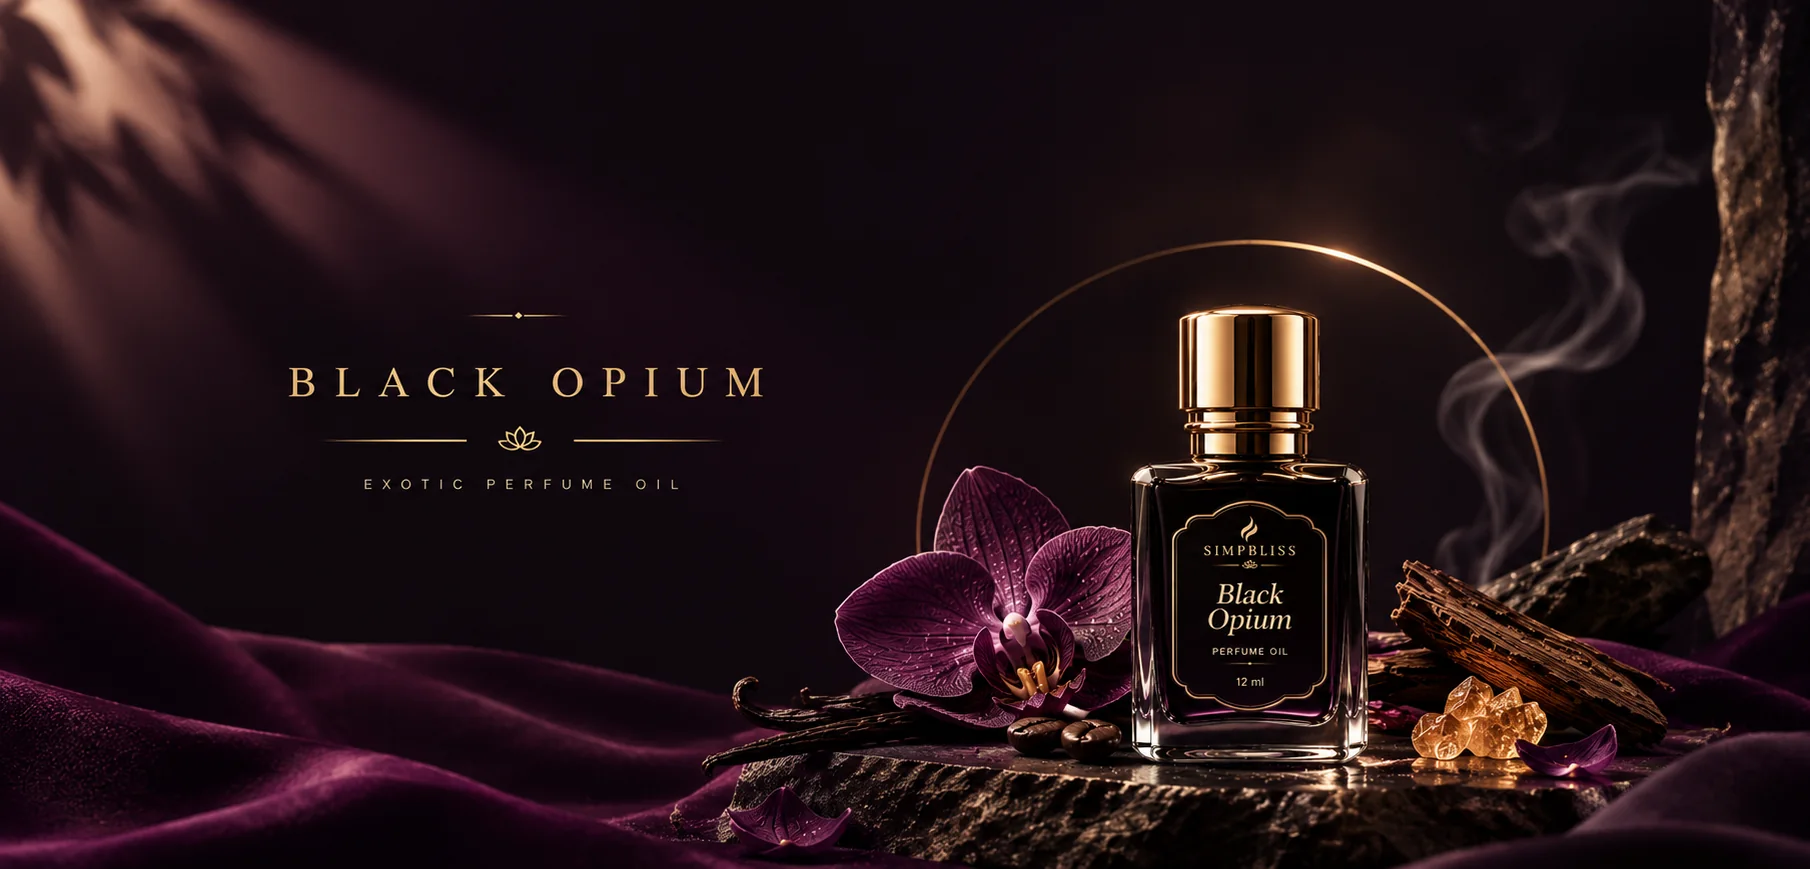 BLACK OPIUM
EXOTIC PERFUME OIL
SIMPBLISS
Black
Opium
PERFUME OIL
12 ml